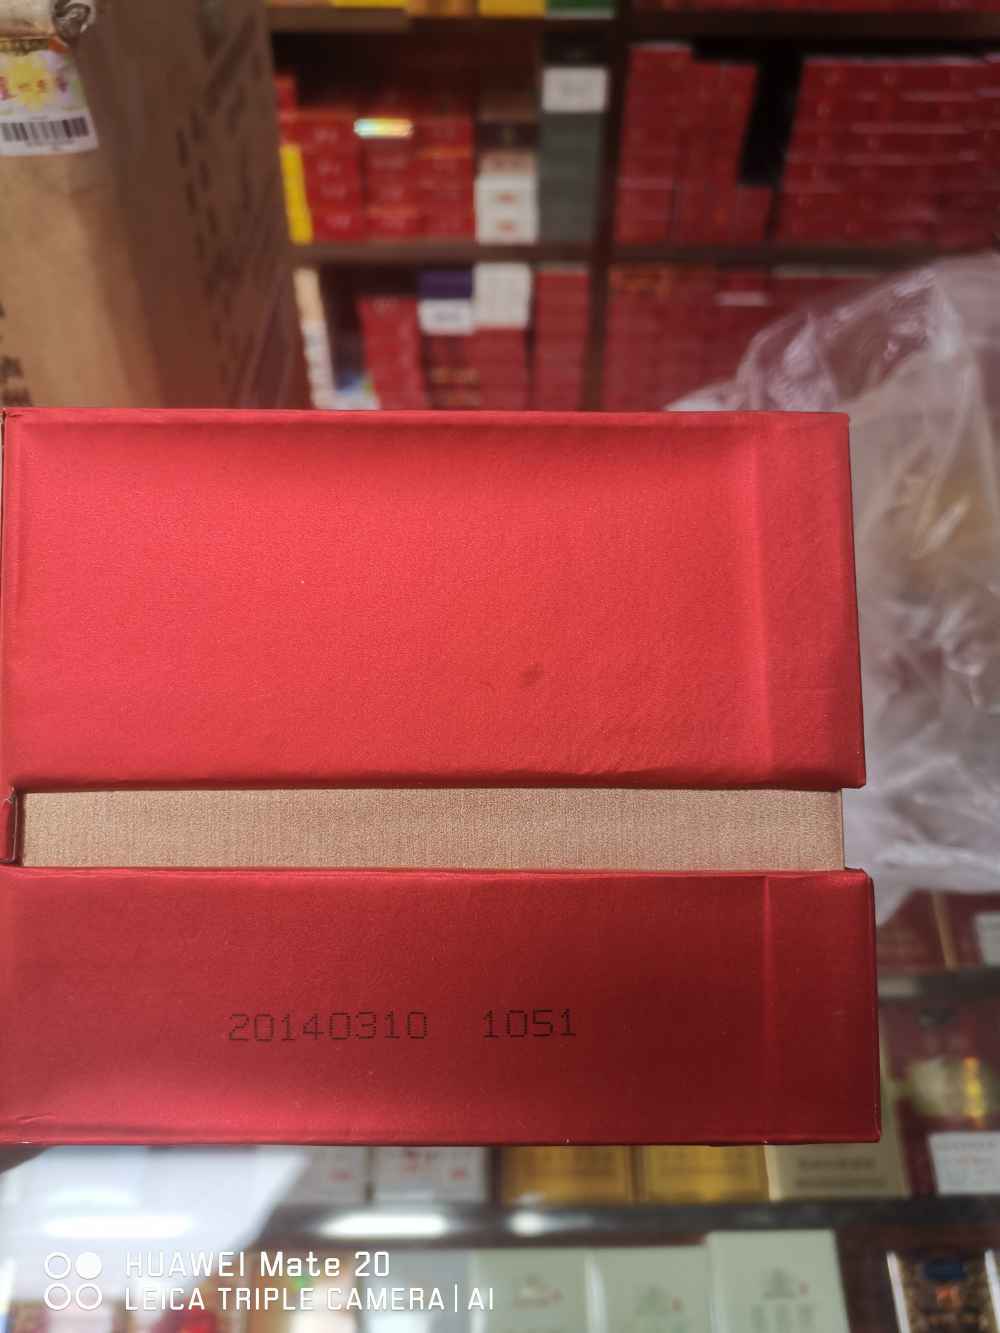 20140310 1051
HUAWEI Mate 20
LEICA TRIPLE CAMERA|AI